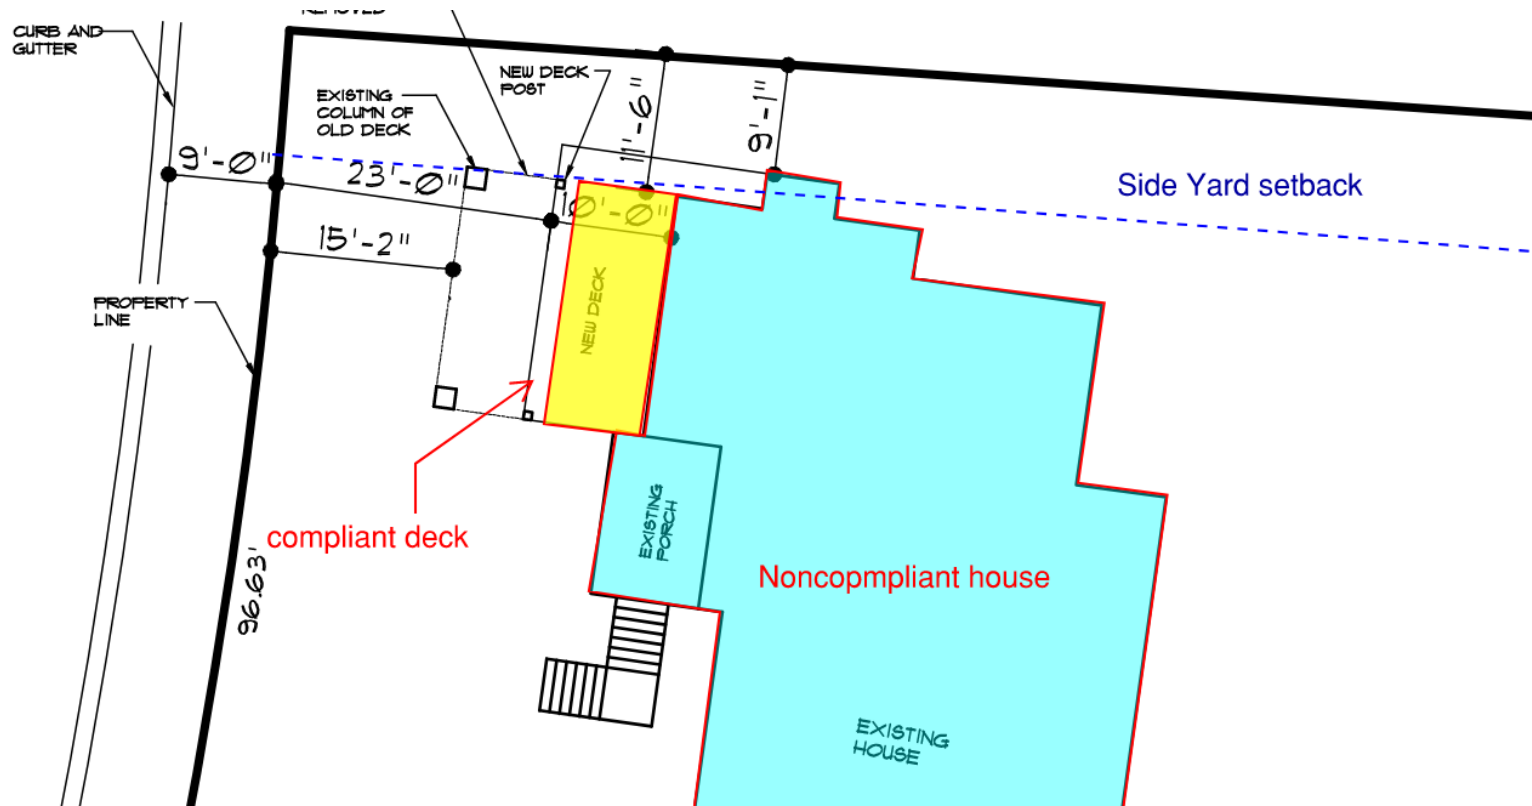 REMOVED
CURB AND
GUTTER
NEW DECK
POST
EXISTING
COLUMN OF
OLD DECK
11'-6"
9'-1"
9'-0"
23'-0"
10'-0"
15'-2"
Side Yard setback
PROPERTY
LINE
NEW DECK
compliant deck
EXISTING
PORCH
Noncopmpliant house
96.63'
EXISTING
HOUSE